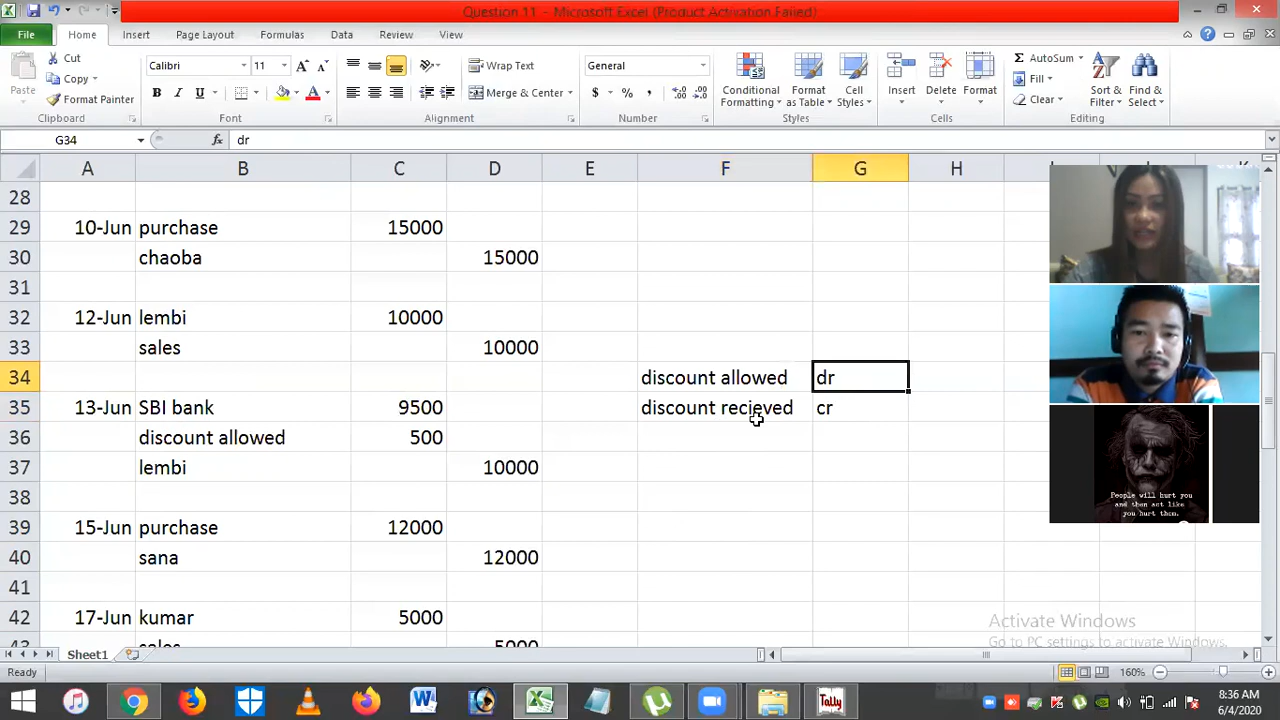 Question 11 - Microsoft Excel (Product Activation Failed)
File Home Insert Page Layout Formulas Data Review View
Paste Cut Copy Format Painter
Calibri 11 A A
B I U A
Wrap Text
Merge & Center
General
$ % ,
Conditional Formatting
Format as Table
Cell Styles
Insert Delete Format
Σ AutoSum
Fill
Clear
Sort & Filter
Find & Select
Clipboard Font Alignment Number Styles Cells Editing
G34 fx dr
A B C D E F G H
28
29 10-Jun purchase 15000
30 chaoba 15000
31
32 12-Jun lembi 10000
33 sales 10000
34 discount allowed dr
35 13-Jun SBI bank 9500 discount recieved cr
36 discount allowed 500
37 lembi 10000
38
39 15-Jun purchase 12000
40 sana 12000
41
42 17-Jun kumar 5000
43 sales 5000
People will hurt you
and then act like
you hurt them.
Activate Windows
Go to PC settings to activate Windows.
Sheet1
Ready 160%
Tally
8:36 AM
6/4/2020